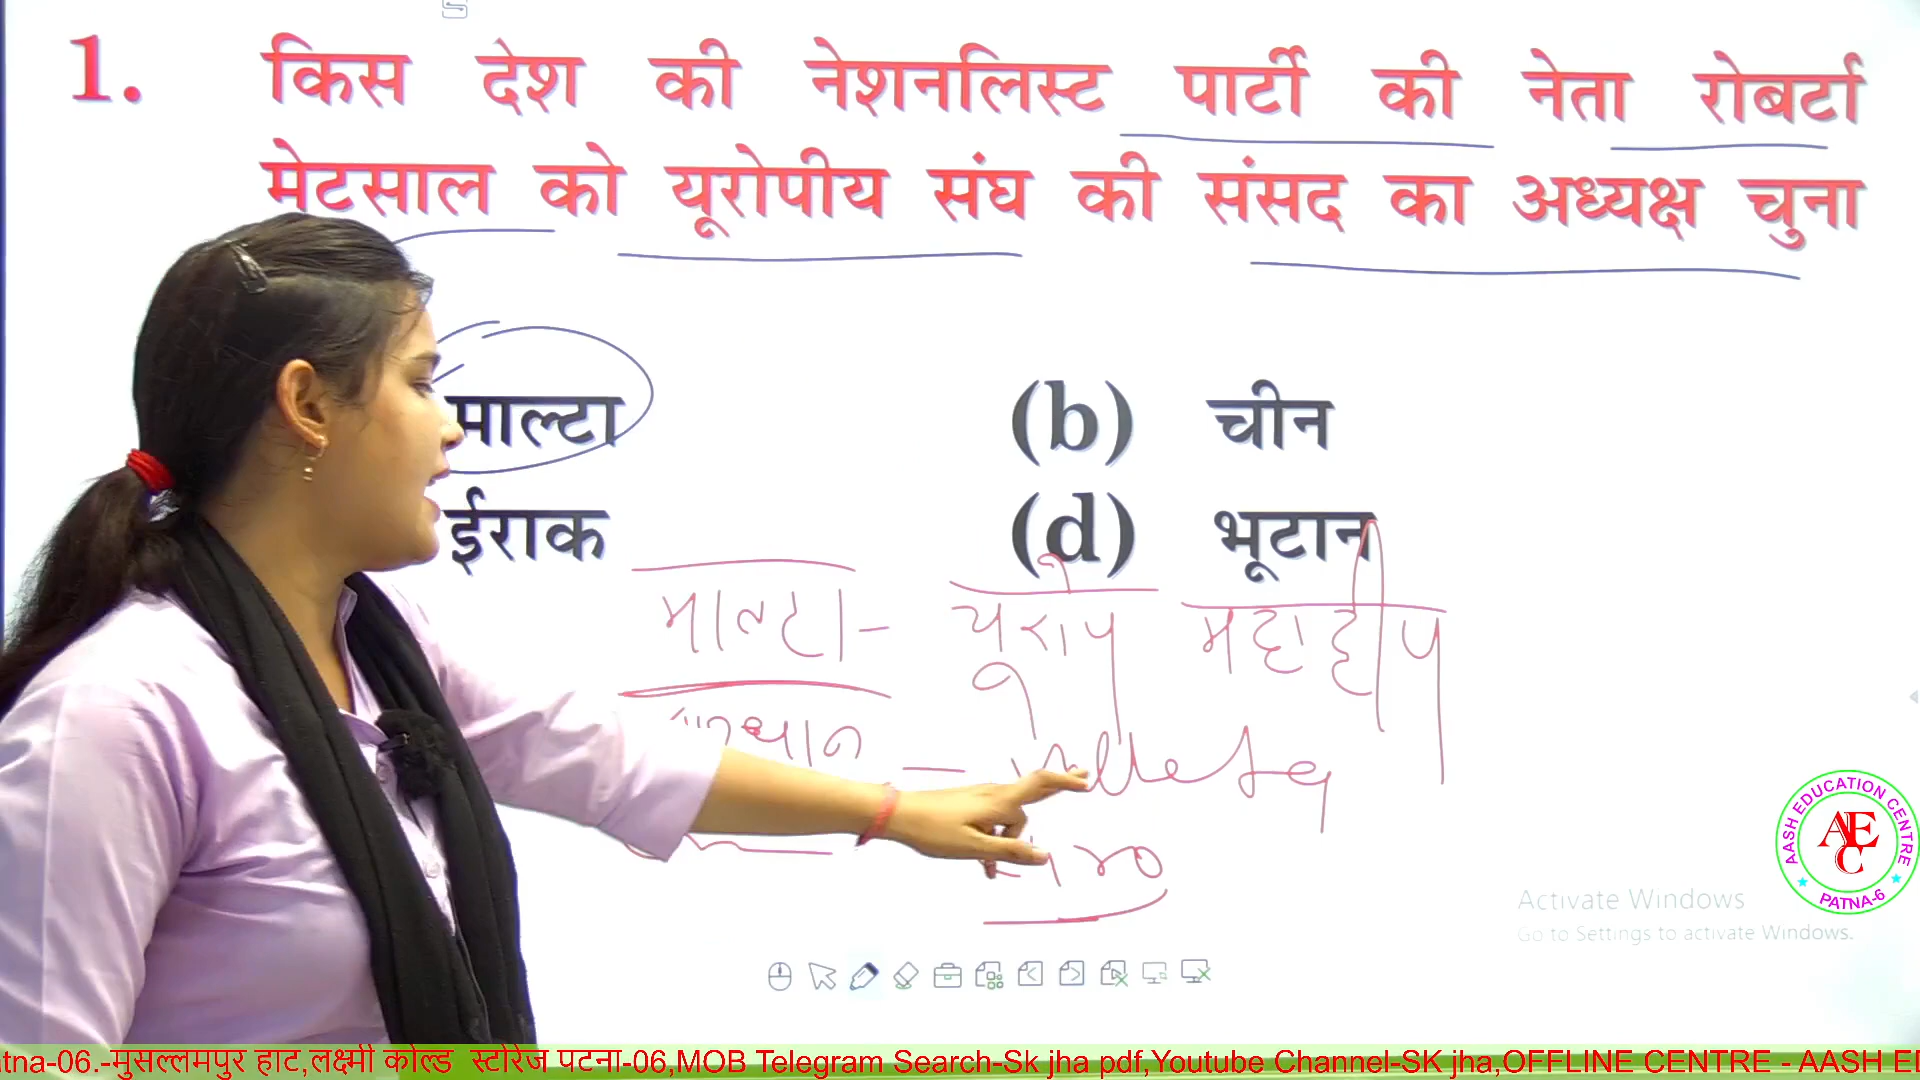 1. किस देश की नेशनलिस्ट पार्टी की नेता रोबर्टा
मेटसाल को यूरोपीय संघ की संसद का अध्यक्ष चुना
माल्टा
(b) चीन
ईराक
(d) भूटान
माल्टा - यूरोप महाद्वीप
AASH EDUCATION CENTRE
AEC
PATNA-6
Activate Windows
Go to Settings to activate Windows.
tna-06.-मुसल्लमपुर हाट,लक्ष्मी कोल्ड स्टोरेज पटना-06,MOB Telegram Search-Sk jha pdf,Youtube Channel-SK jha,OFFLINE CENTRE - AASH